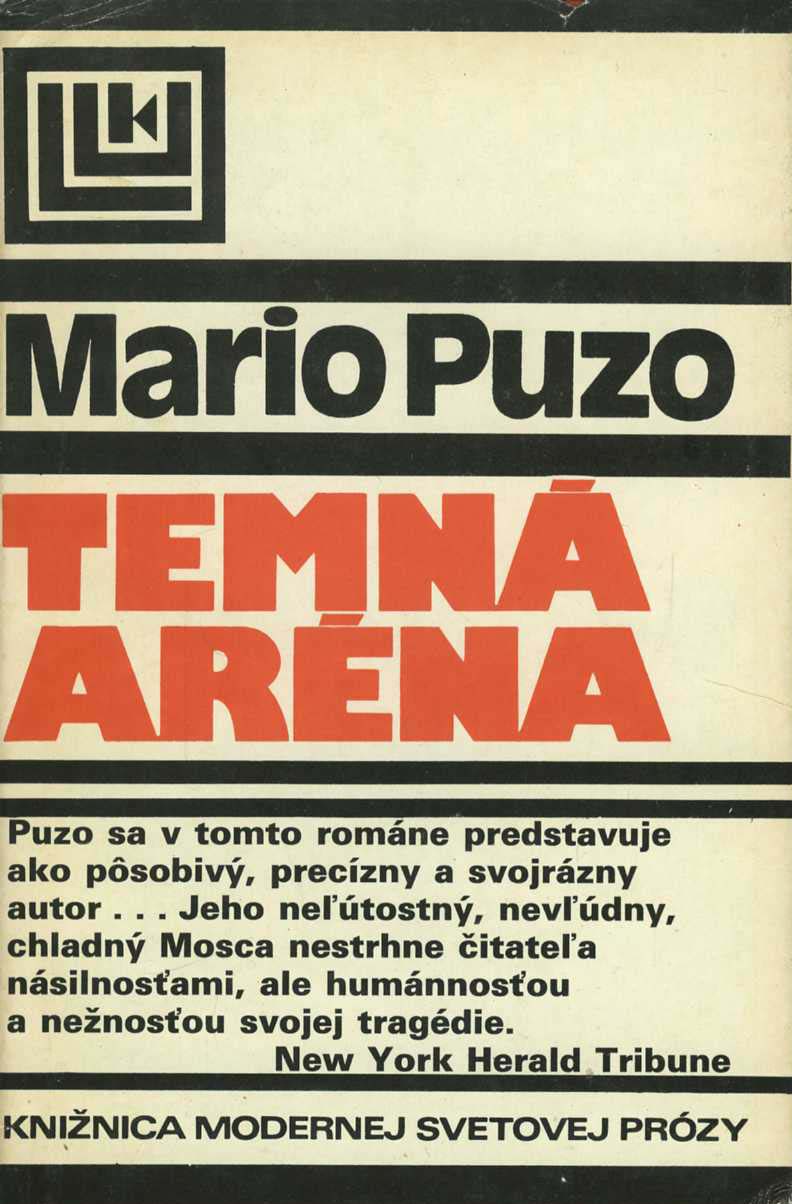 Mario Puzo
TEMNÁ
ARÉNA
Puzo sa v tomto románe predstavuje
ako pôsobivý, precízny a svojrázny
autor . . . Jeho neľútostný, nevľúdny,
chladný Mosca nestrhne čitateľa
násilnosťami, ale humánnosťou
a nežnosťou svojej tragédie.
New York Herald Tribune
KNIŽNICA MODERNEJ SVETOVEJ PRÓZY